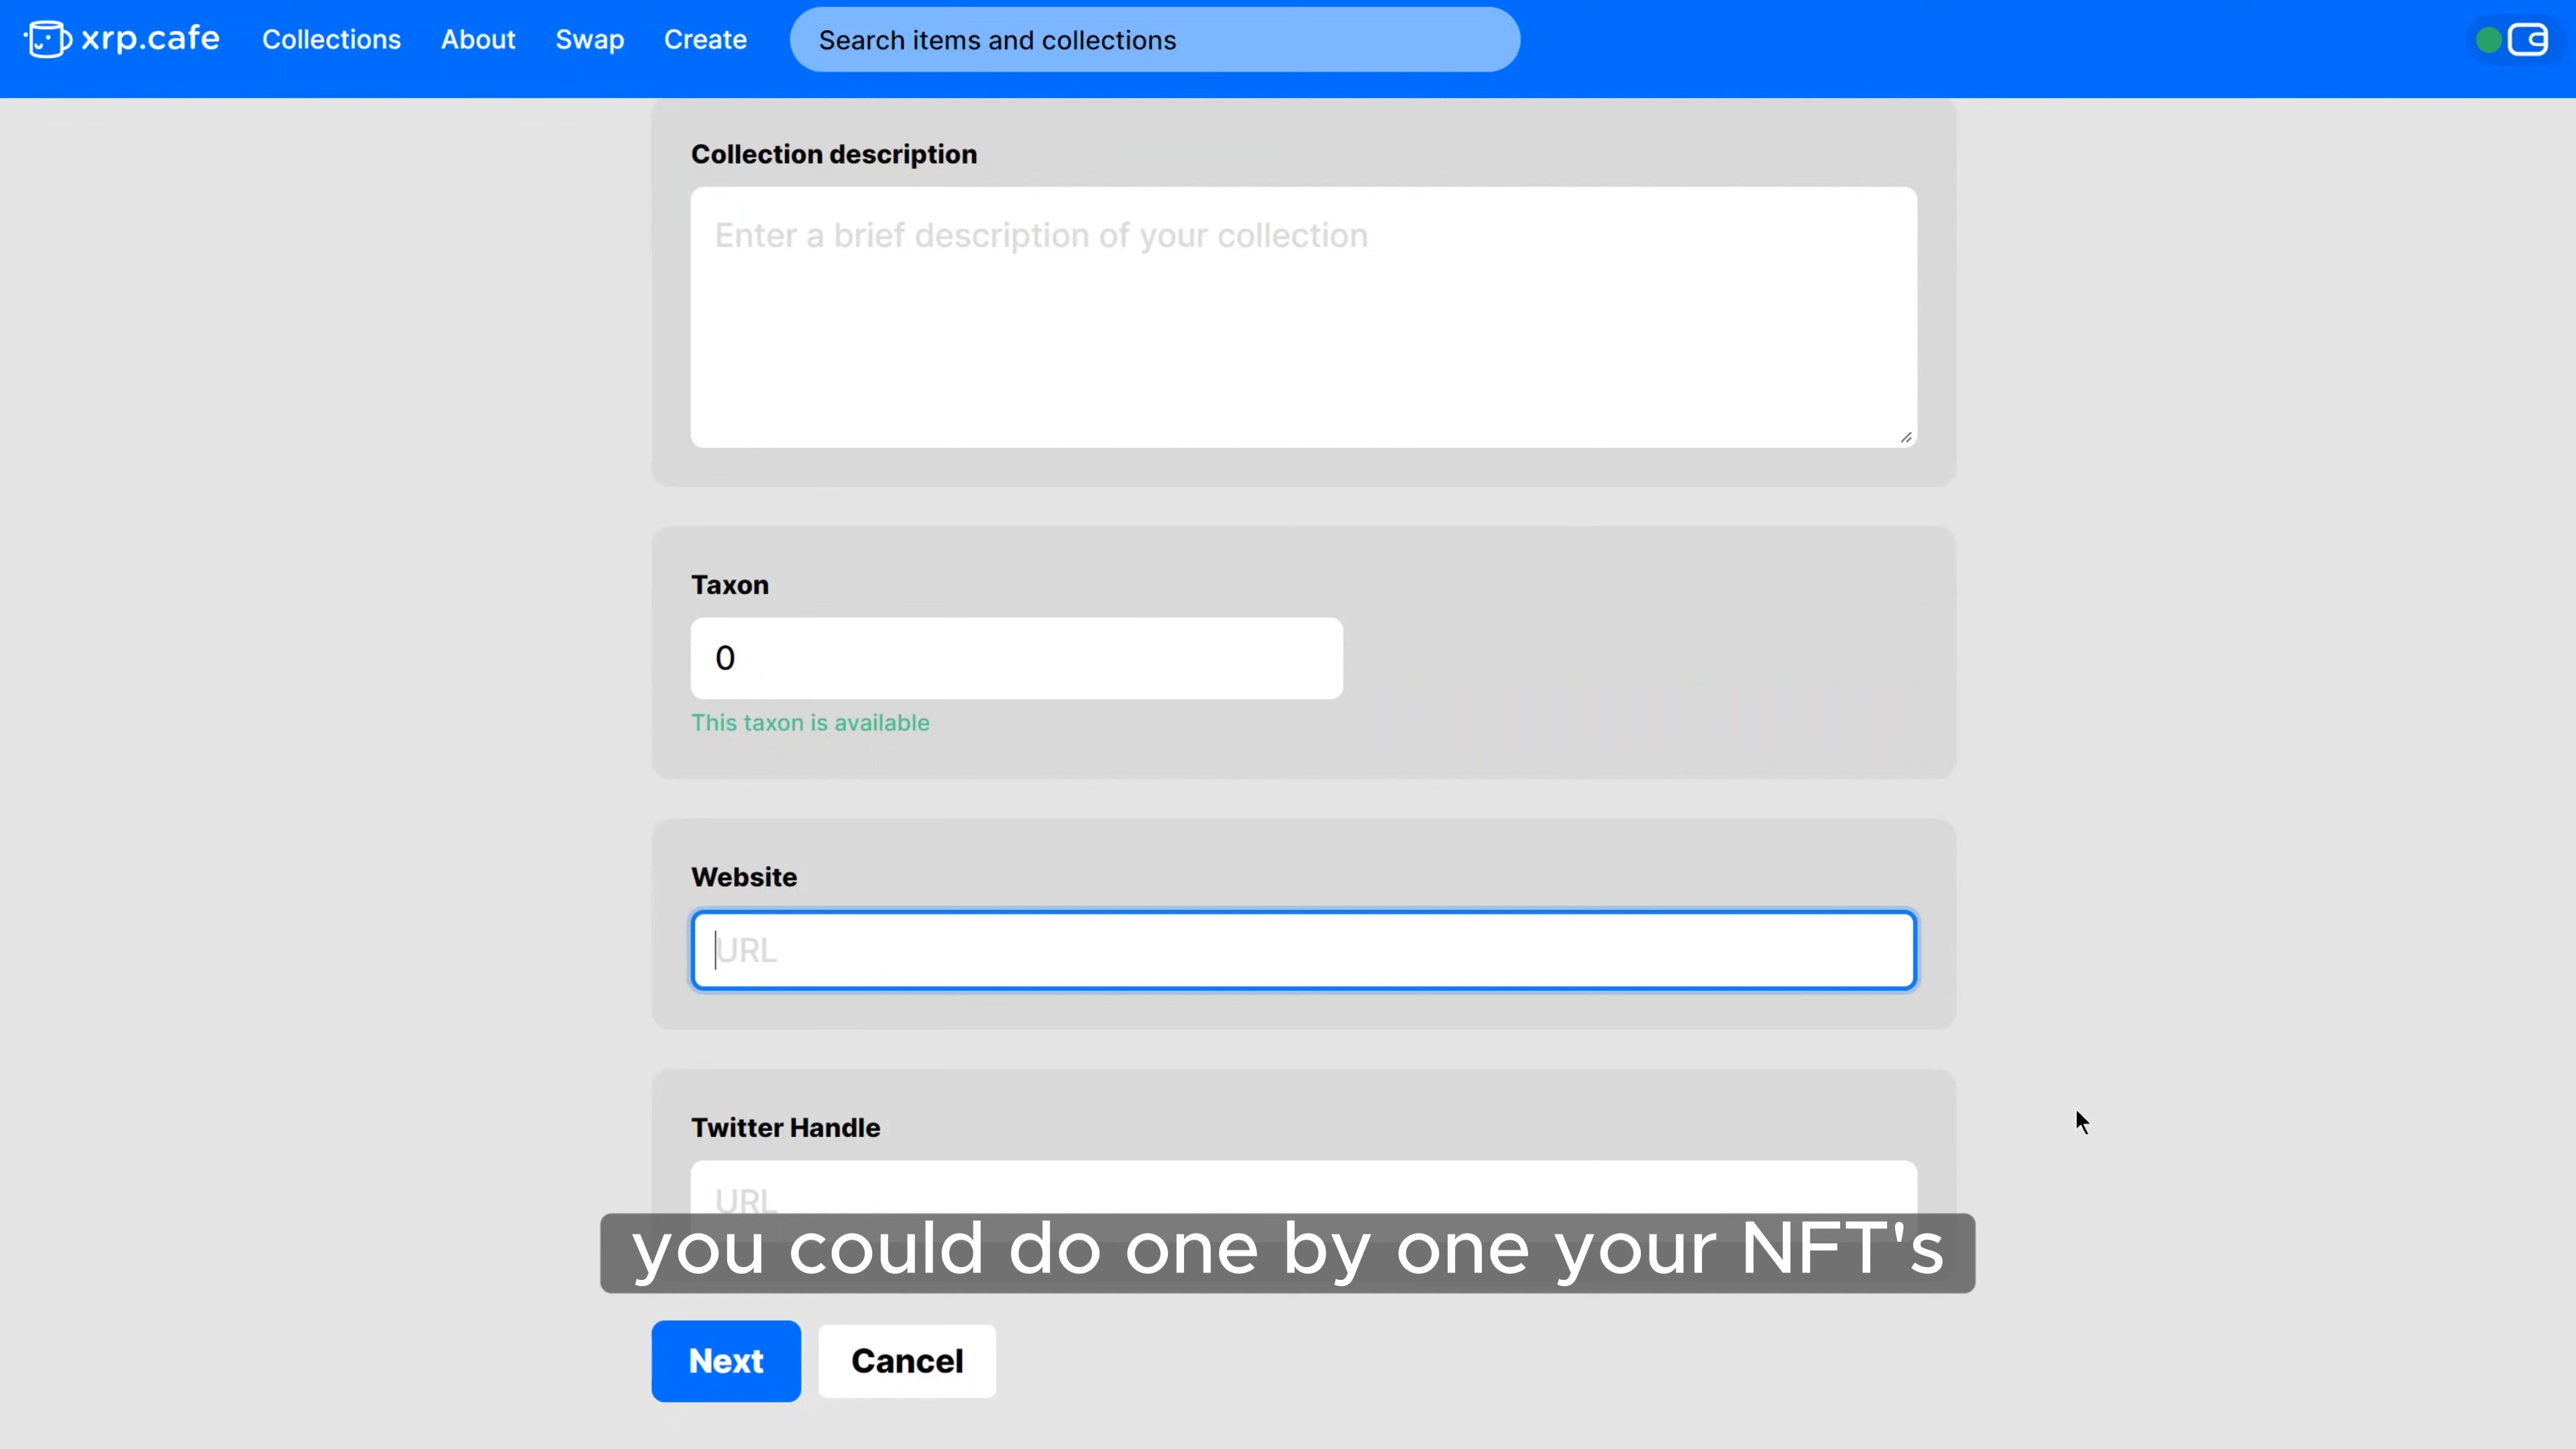 xrp.cafe
Collections
About
Swap
Create
Search items and collections
Collection description
Enter a brief description of your collection
Taxon
0
This taxon is available
Website
URL
Twitter Handle
URL
you could do one by one your NFT's
Next
Cancel